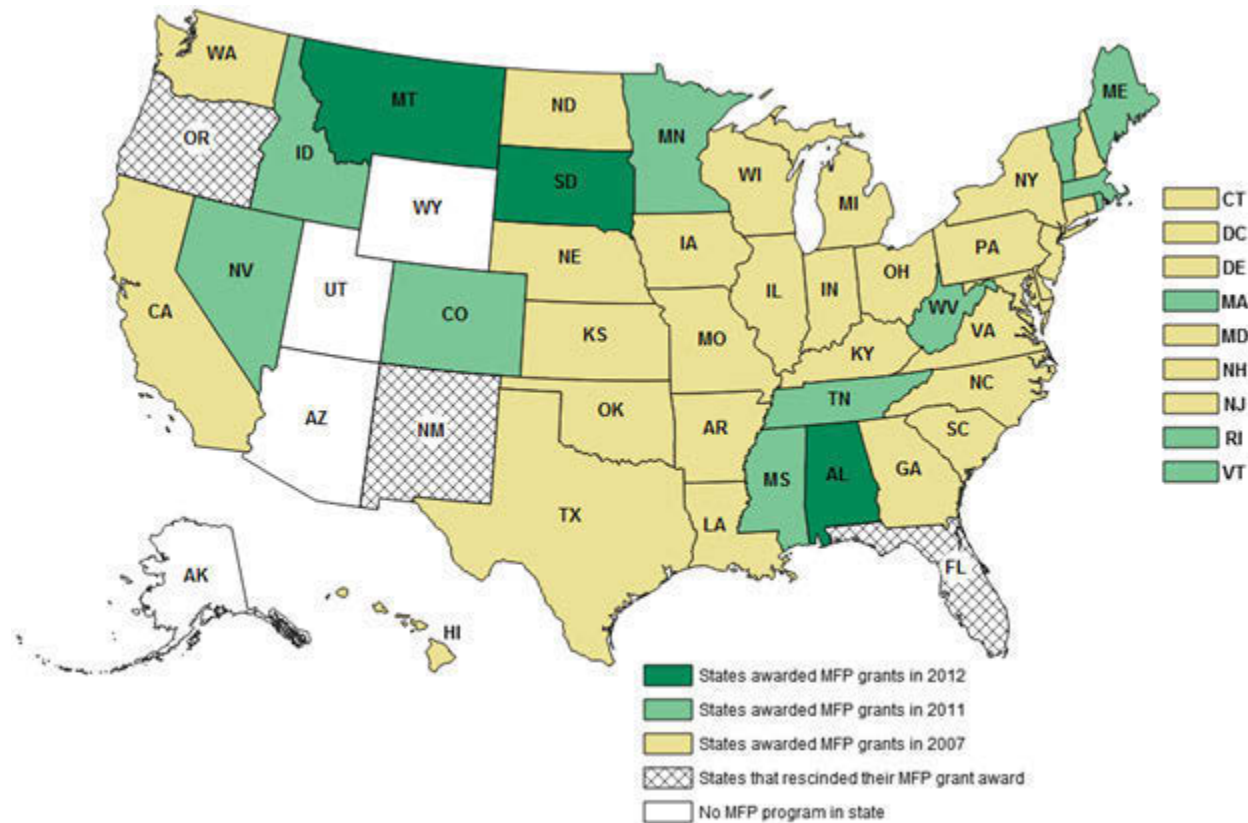 WA
MT
ND
MN
ME
OR
ID
SD
WI
NY
WY
MI
CT
IA
PA
DC
NE
NV
OH
DE
UT
IL
IN
CA
CO
WV
MA
VA
KS
MO
MD
KY
NH
NC
TN
NJ
OK
AZ
NM
AR
SC
RI
MS
AL
GA
VT
TX
LA
FL
AK
HI
States awarded MFP grants in 2012
States awarded MFP grants in 2011
States awarded MFP grants in 2007
States that rescinded their MFP grant award
No MFP program in state